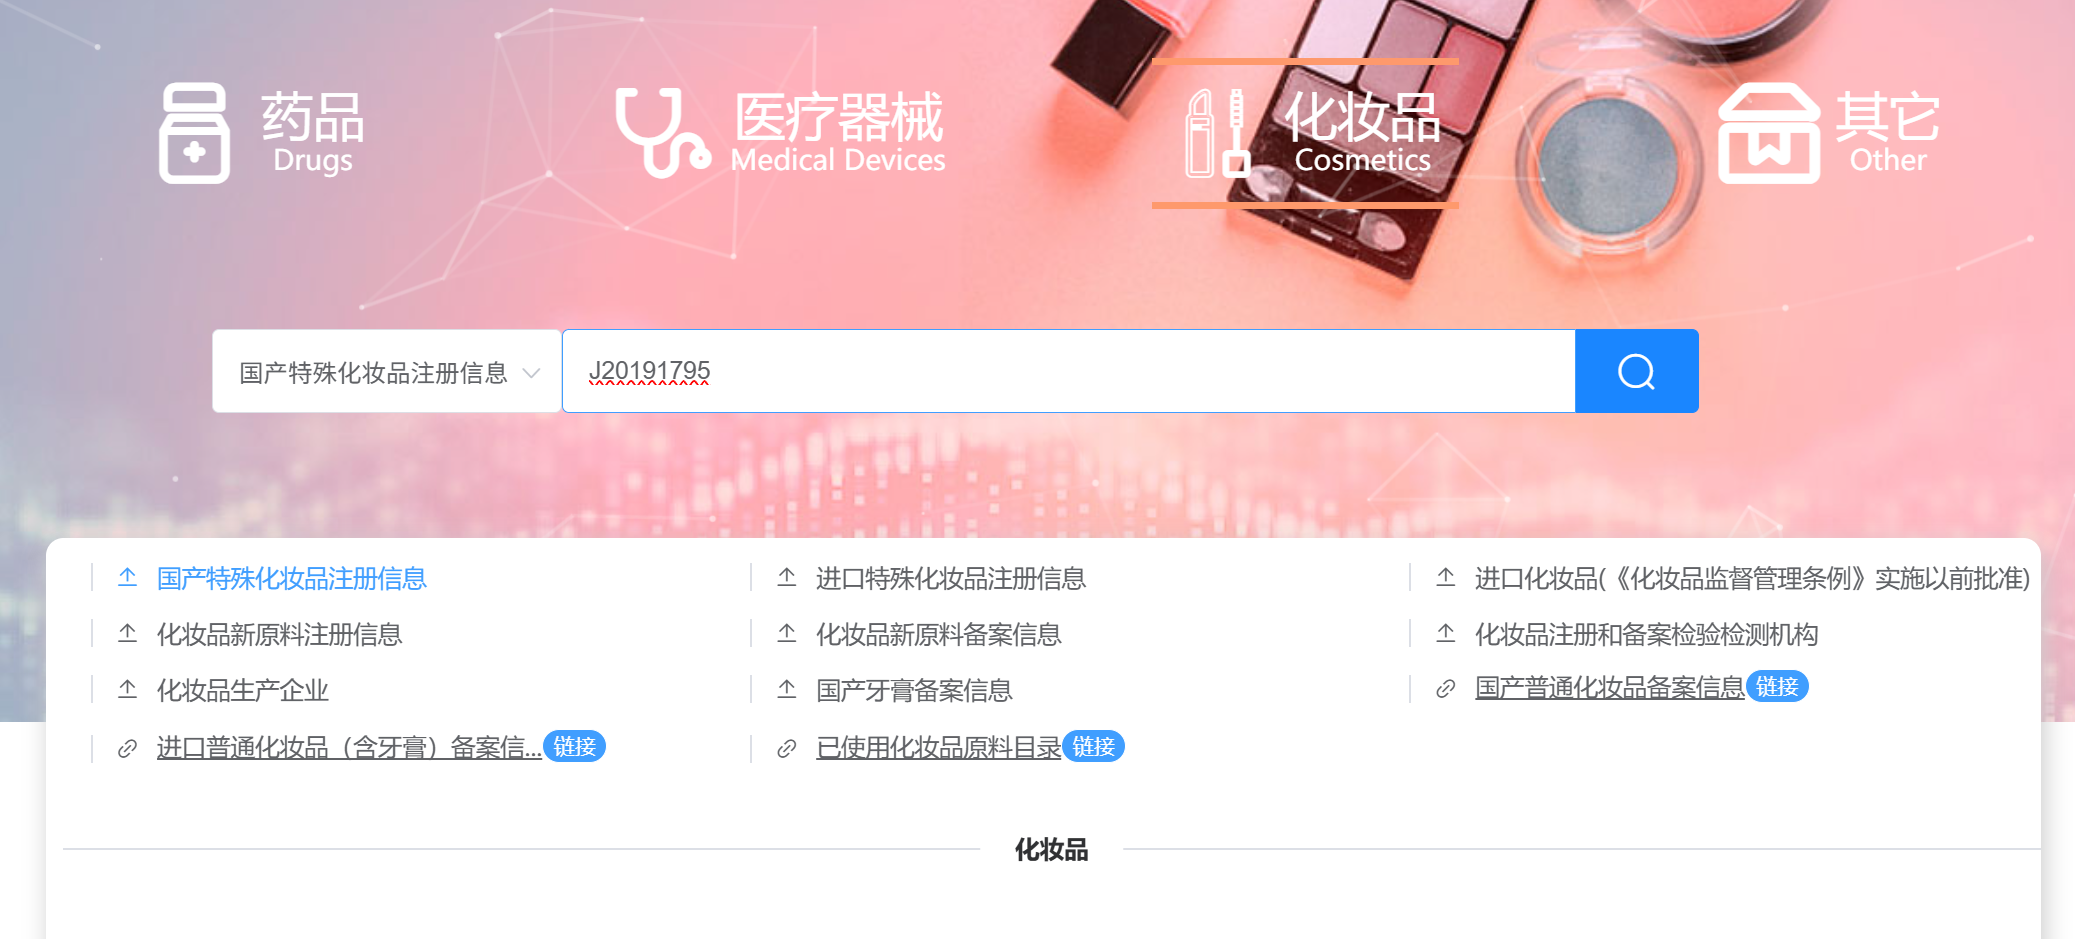 药品
Drugs
医疗器械
Medical Devices
化妆品
Cosmetics
其它
Other
国产特殊化妆品注册信息
J20191795
国产特殊化妆品注册信息
进口特殊化妆品注册信息
进口化妆品(《化妆品监督管理条例》实施以前批准)
化妆品新原料注册信息
化妆品新原料备案信息
化妆品注册和备案检验检测机构
化妆品生产企业
国产牙膏备案信息
国产普通化妆品备案信息 链接
进口普通化妆品（含牙膏）备案信... 链接
已使用化妆品原料目录 链接
化妆品